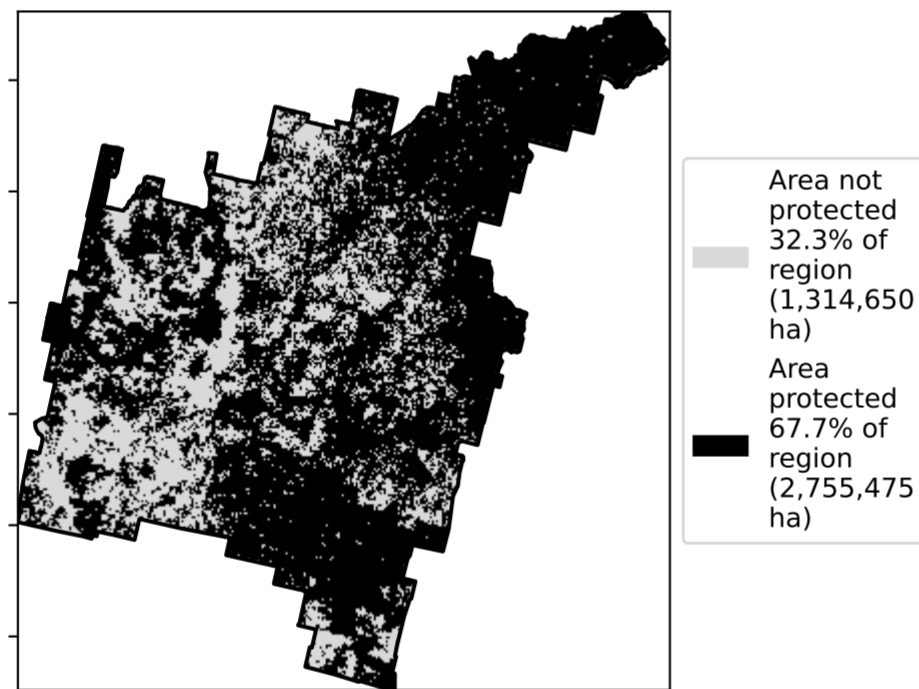 Area not
protected
32.3% of
region
(1,314,650
ha)
Area
protected
67.7% of
region
(2,755,475
ha)